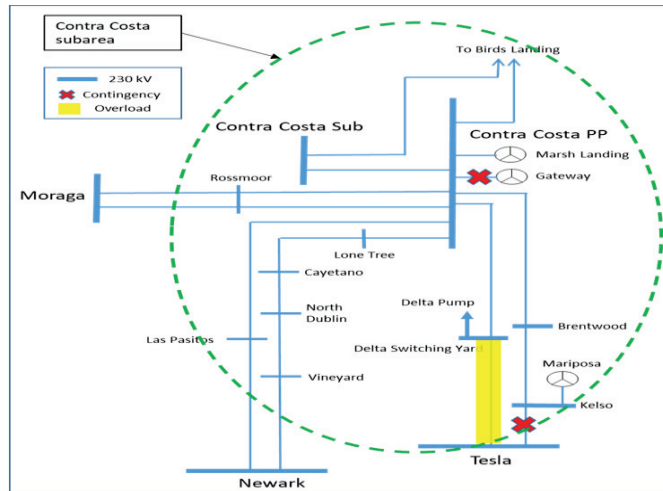 Contra Costa
subarea
230 kV
Contingency
Overload
To Birds Landing
Contra Costa Sub
Contra Costa PP
Marsh Landing
Gateway
Rossmoor
Moraga
Lone Tree
Cayetano
North
Dublin
Delta Pump
Brentwood
Las Pasitos
Delta Switching Yard
Mariposa
Vineyard
Kelso
Tesla
Newark